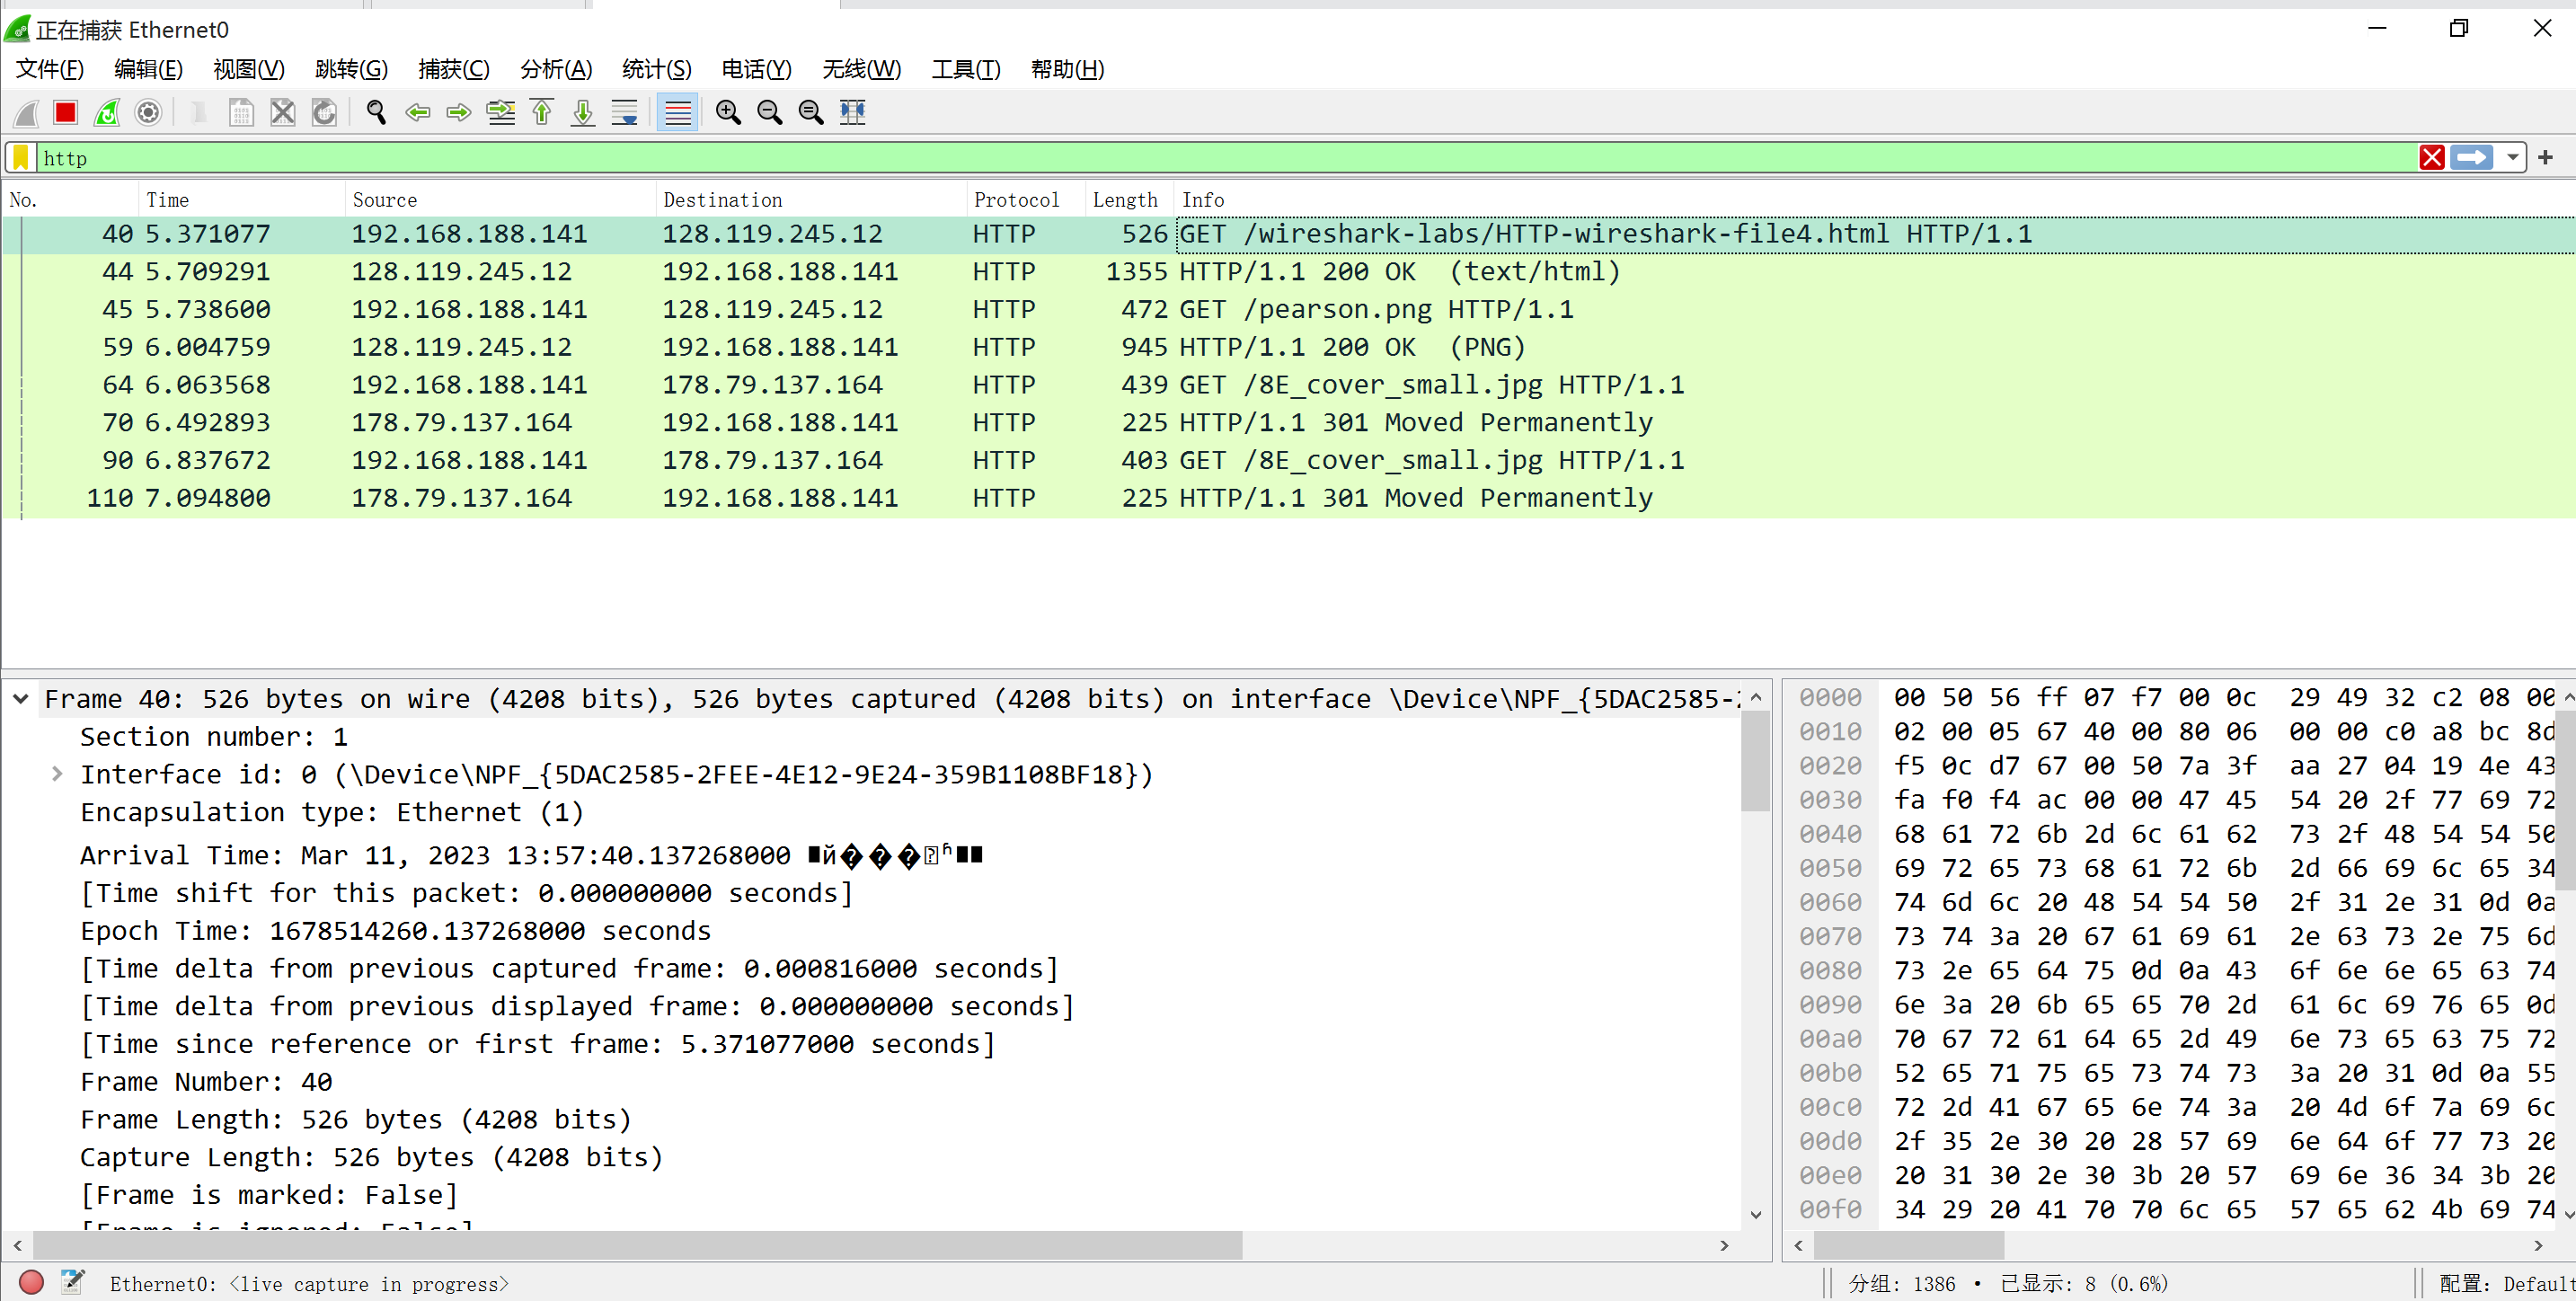 正在捕获 Ethernet0
文件(F) 编辑(E) 视图(V) 跳转(G) 捕获(C) 分析(A) 统计(S) 电话(Y) 无线(W) 工具(T) 帮助(H)
http
No. Time Source Destination Protocol Length Info
40 5.371077 192.168.188.141 128.119.245.12 HTTP 526 GET /wireshark-labs/HTTP-wireshark-file4.html HTTP/1.1
44 5.709291 128.119.245.12 192.168.188.141 HTTP 1355 HTTP/1.1 200 OK (text/html)
45 5.738600 192.168.188.141 128.119.245.12 HTTP 472 GET /pearson.png HTTP/1.1
59 6.004759 128.119.245.12 192.168.188.141 HTTP 945 HTTP/1.1 200 OK (PNG)
64 6.063568 192.168.188.141 178.79.137.164 HTTP 439 GET /8E_cover_small.jpg HTTP/1.1
70 6.492893 178.79.137.164 192.168.188.141 HTTP 225 HTTP/1.1 301 Moved Permanently
90 6.837672 192.168.188.141 178.79.137.164 HTTP 403 GET /8E_cover_small.jpg HTTP/1.1
110 7.094800 178.79.137.164 192.168.188.141 HTTP 225 HTTP/1.1 301 Moved Permanently
Frame 40: 526 bytes on wire (4208 bits), 526 bytes captured (4208 bits) on interface \Device\NPF_{5DAC2585-
Section number: 1
Interface id: 0 (\Device\NPF_{5DAC2585-2FEE-4E12-9E24-359B1108BF18})
Encapsulation type: Ethernet (1)
Arrival Time: Mar 11, 2023 13:57:40.137268000
[Time shift for this packet: 0.000000000 seconds]
Epoch Time: 1678514260.137268000 seconds
[Time delta from previous captured frame: 0.000816000 seconds]
[Time delta from previous displayed frame: 0.000000000 seconds]
[Time since reference or first frame: 5.371077000 seconds]
Frame Number: 40
Frame Length: 526 bytes (4208 bits)
Capture Length: 526 bytes (4208 bits)
[Frame is marked: False]
[Frame is ignored: False]
0000 00 50 56 ff 07 f7 00 0c 29 49 32 c2 08 00
0010 02 00 05 67 40 00 80 06 00 00 c0 a8 bc 8d
0020 f5 0c d7 67 00 50 7a 3f aa 27 04 19 4e 43
0030 fa f0 f4 ac 00 00 47 45 54 20 2f 77 69 72
0040 68 61 72 6b 2d 6c 61 62 73 2f 48 54 54 50
0050 69 72 65 73 68 61 72 6b 2d 66 69 6c 65 34
0060 74 6d 6c 20 48 54 54 50 2f 31 2e 31 0d 0a
0070 73 74 3a 20 67 61 69 61 2e 63 73 2e 75 6d
0080 73 2e 65 64 75 0d 0a 43 6f 6e 6e 65 63 74
0090 6e 3a 20 6b 65 65 70 2d 61 6c 69 76 65 0d
00a0 70 67 72 61 64 65 2d 49 6e 73 65 63 75 72
00b0 52 65 71 75 65 73 74 73 3a 20 31 0d 0a 55
00c0 72 2d 41 67 65 6e 74 3a 20 4d 6f 7a 69 6c
00d0 2f 35 2e 30 20 28 57 69 6e 64 6f 77 73 20
00e0 20 31 30 2e 30 3b 20 57 69 6e 36 34 3b 20
00f0 34 29 20 41 70 70 6c 65 57 65 62 4b 69 74
Ethernet0: <live capture in progress>
分组: 1386 · 已显示: 8 (0.6%)
配置: Default